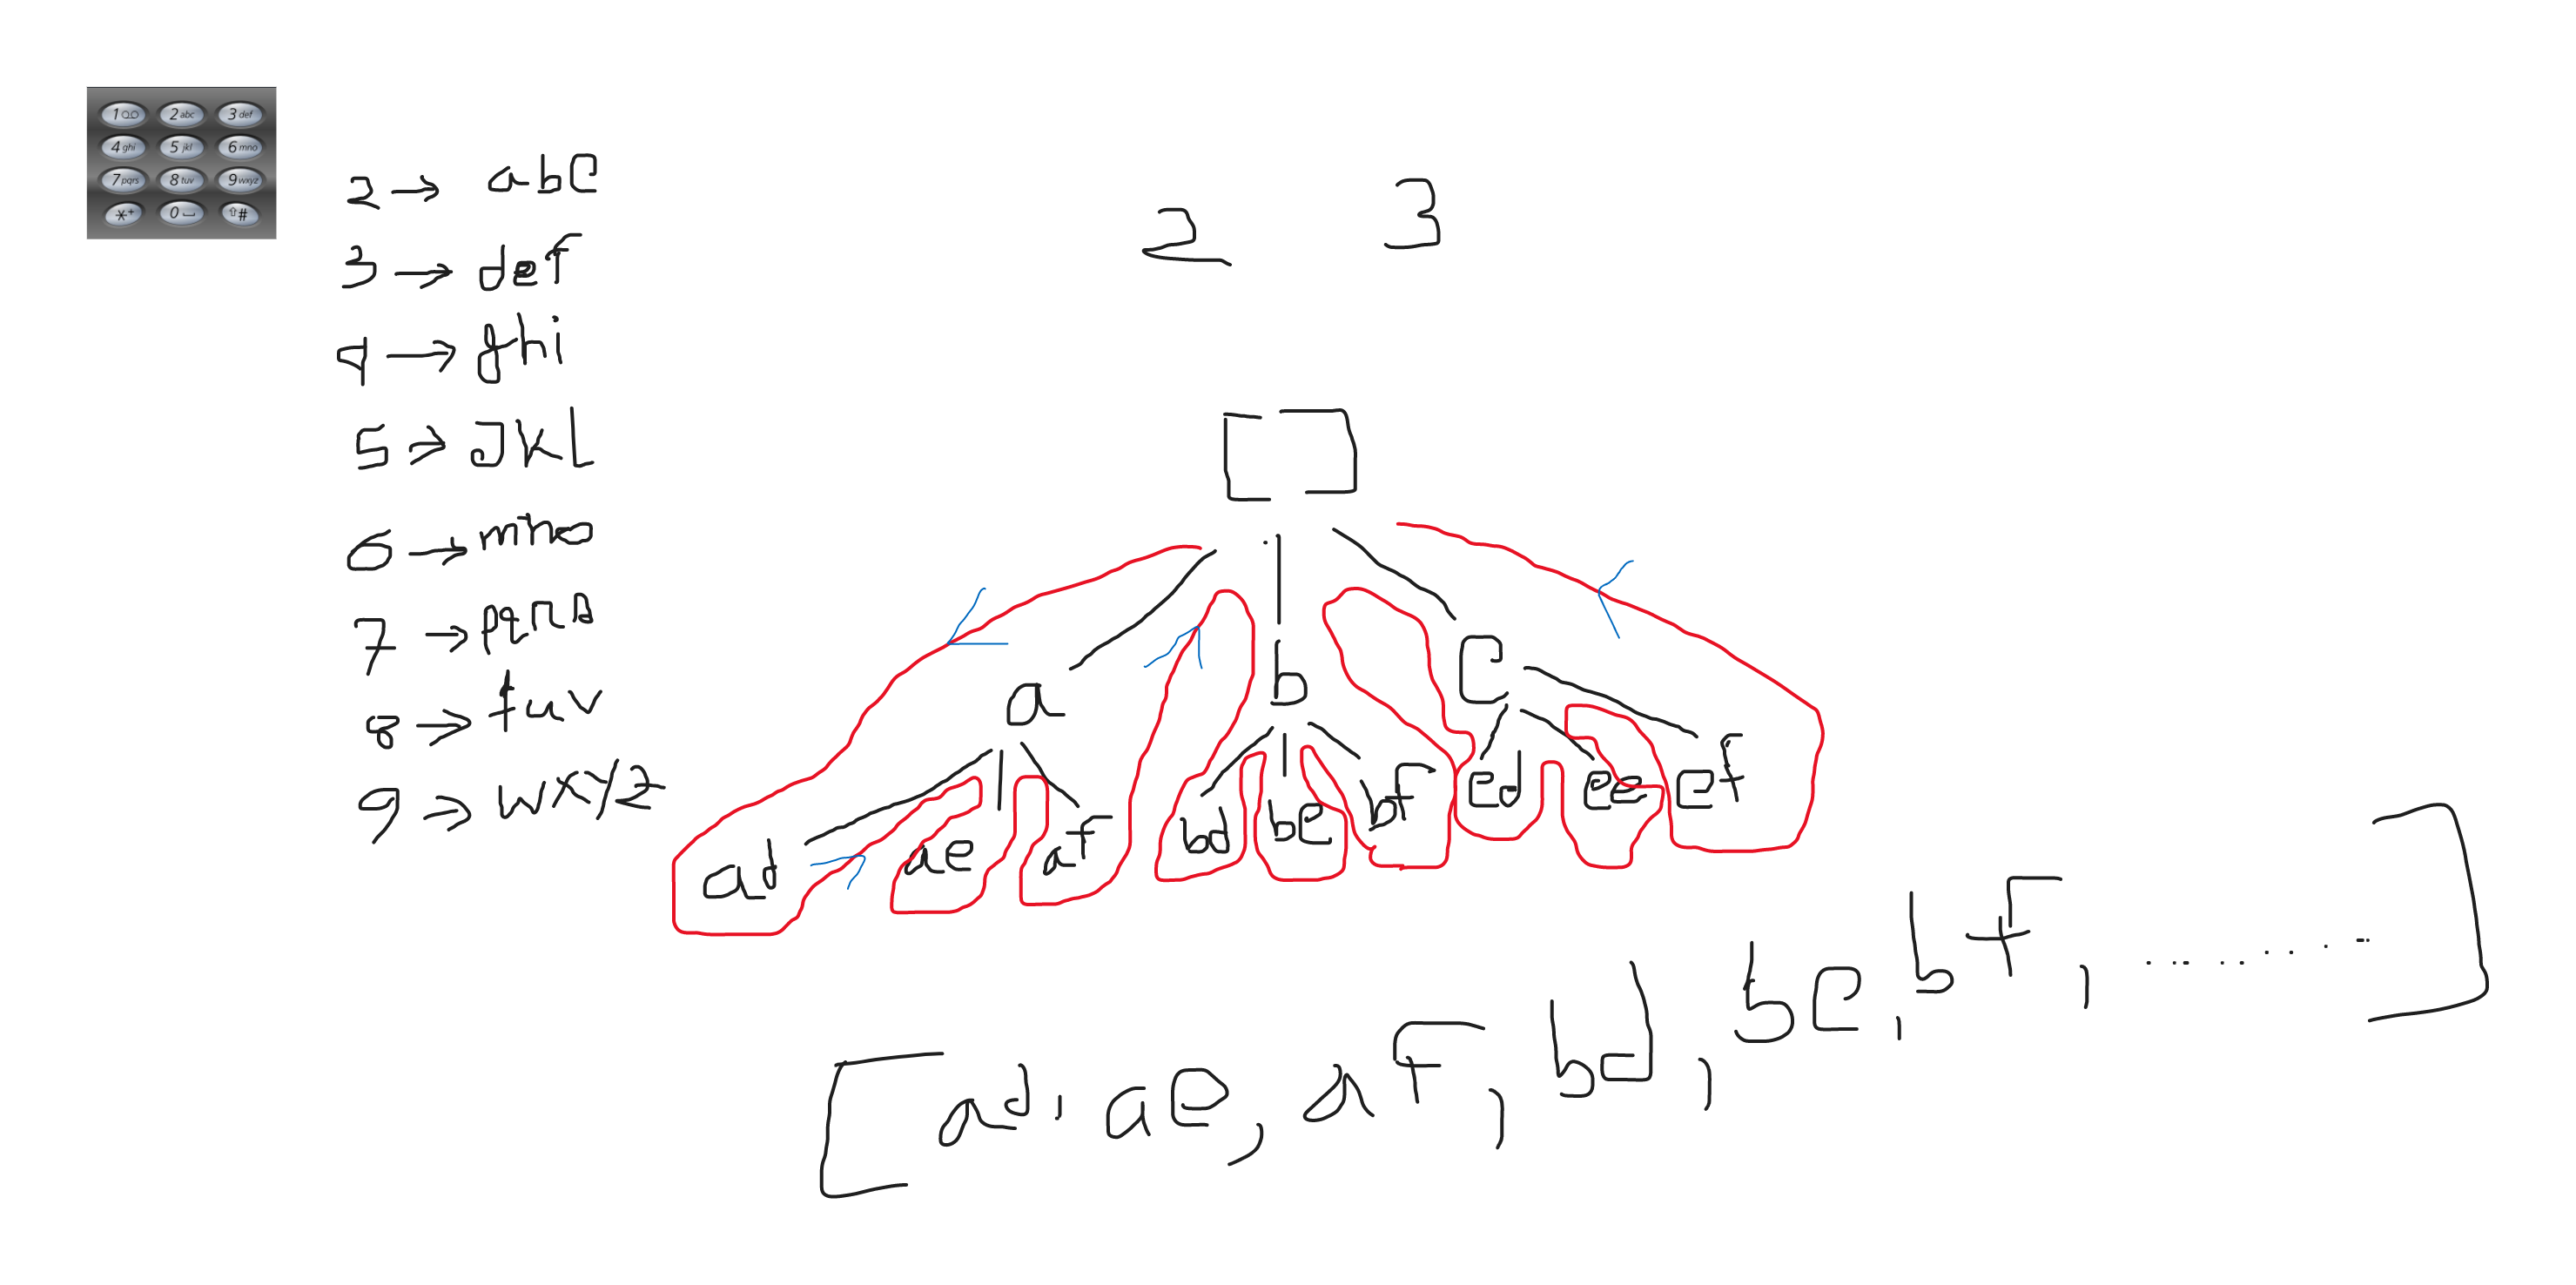 1
2 abc
3 def
4 ghi
5 jkl
6 mno
7 pqrs
8 tuv
9 wxyz
*+
0
#
2 → abc
3 → def
4 → ghi
5 → JKL
6 → mno
7 → pqrs
8 → tuv
9 → wxyz
2 3
[ ]
a b c
ad ae af bd be bf cd ce cf
[ad, ae, af, bd, be, bf, ..........]